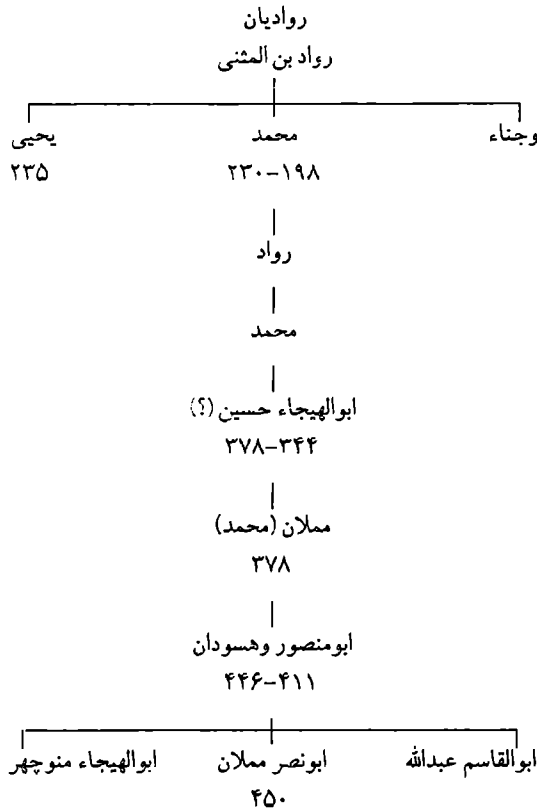 روادیان
رواد بن المثنی
وجناء محمد یحیی
۱۹۸-۲۳۰ ۲۳۵
رواد
محمد
ابوالهیجاء حسین (؟)
۳۴۴-۳۷۸
مملان (محمد)
۳۷۸
ابومنصور وهسودان
۴۱۱-۴۴۶
ابوالقاسم عبدالله ابونصر مملان ابوالهیجاء منوچهر
۴۵۰